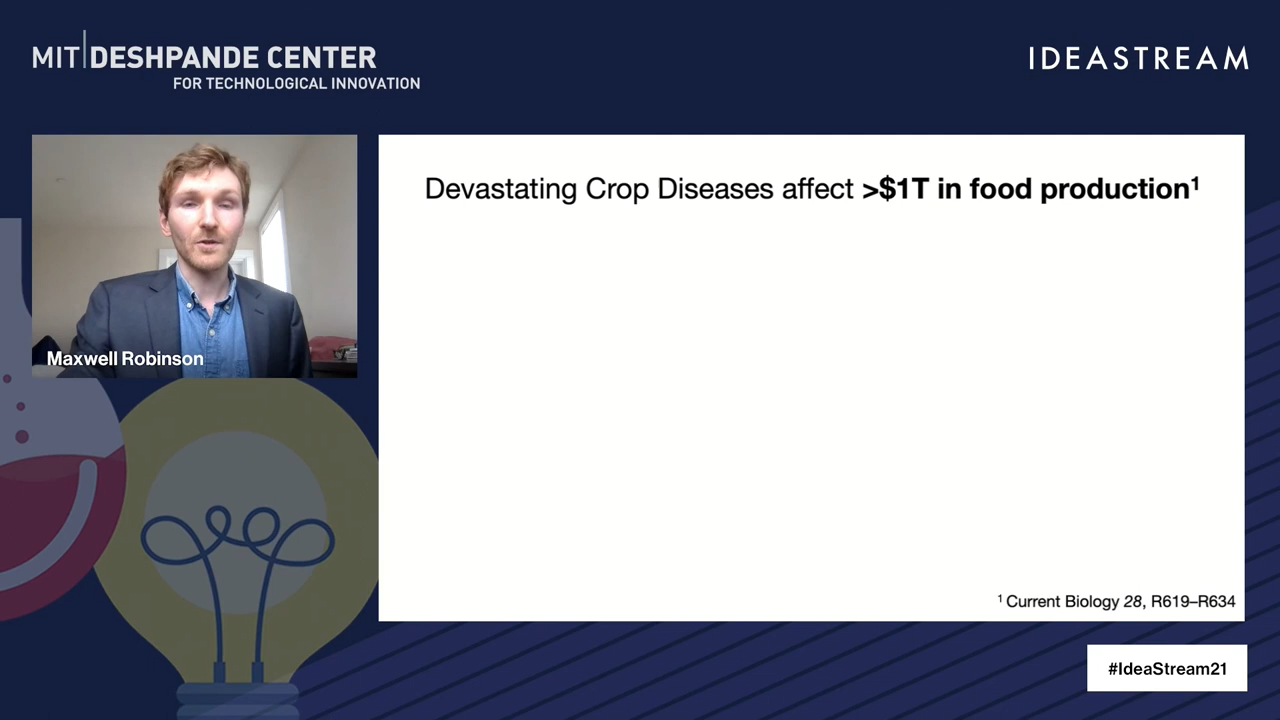 MIT DESHPANDE CENTER
FOR TECHNOLOGICAL INNOVATION
IDEASTREAM
Maxwell Robinson
Devastating Crop Diseases affect >$1T in food production¹
¹ Current Biology 28, R619–R634
#IdeaStream21